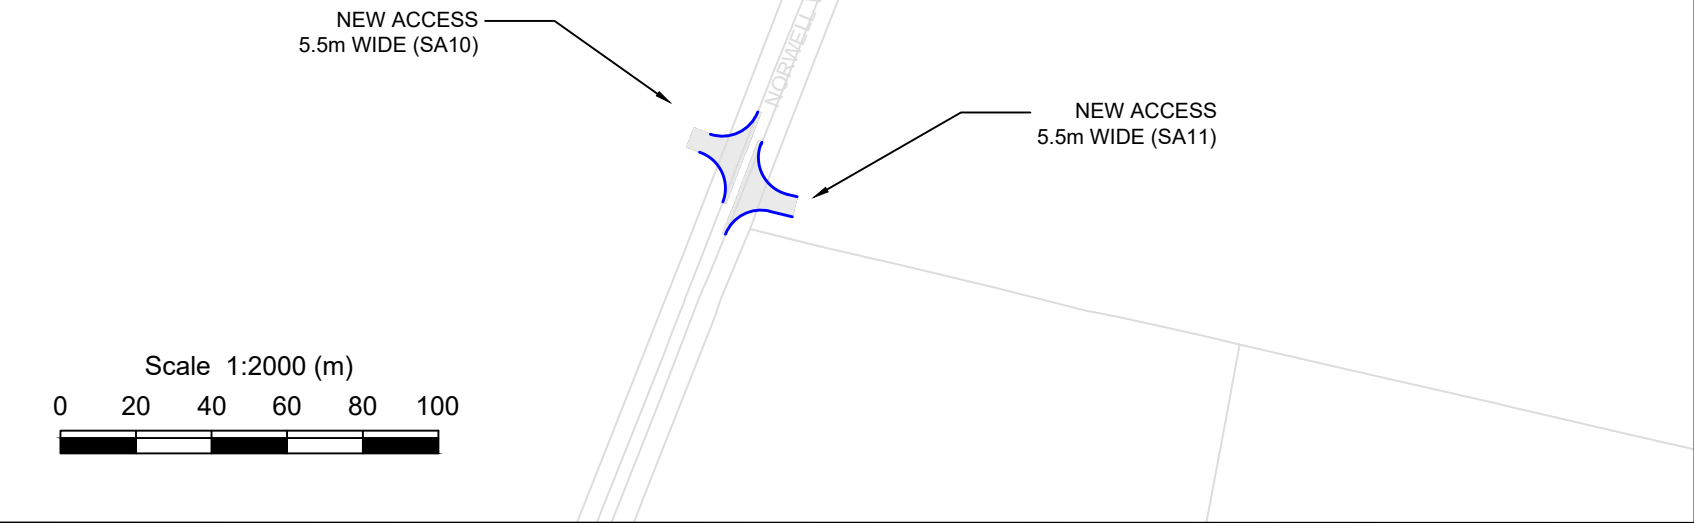 NEW ACCESS
5.5m WIDE (SA10)
NORWELL
NEW ACCESS
5.5m WIDE (SA11)
Scale 1:2000 (m)
0 20 40 60 80 100